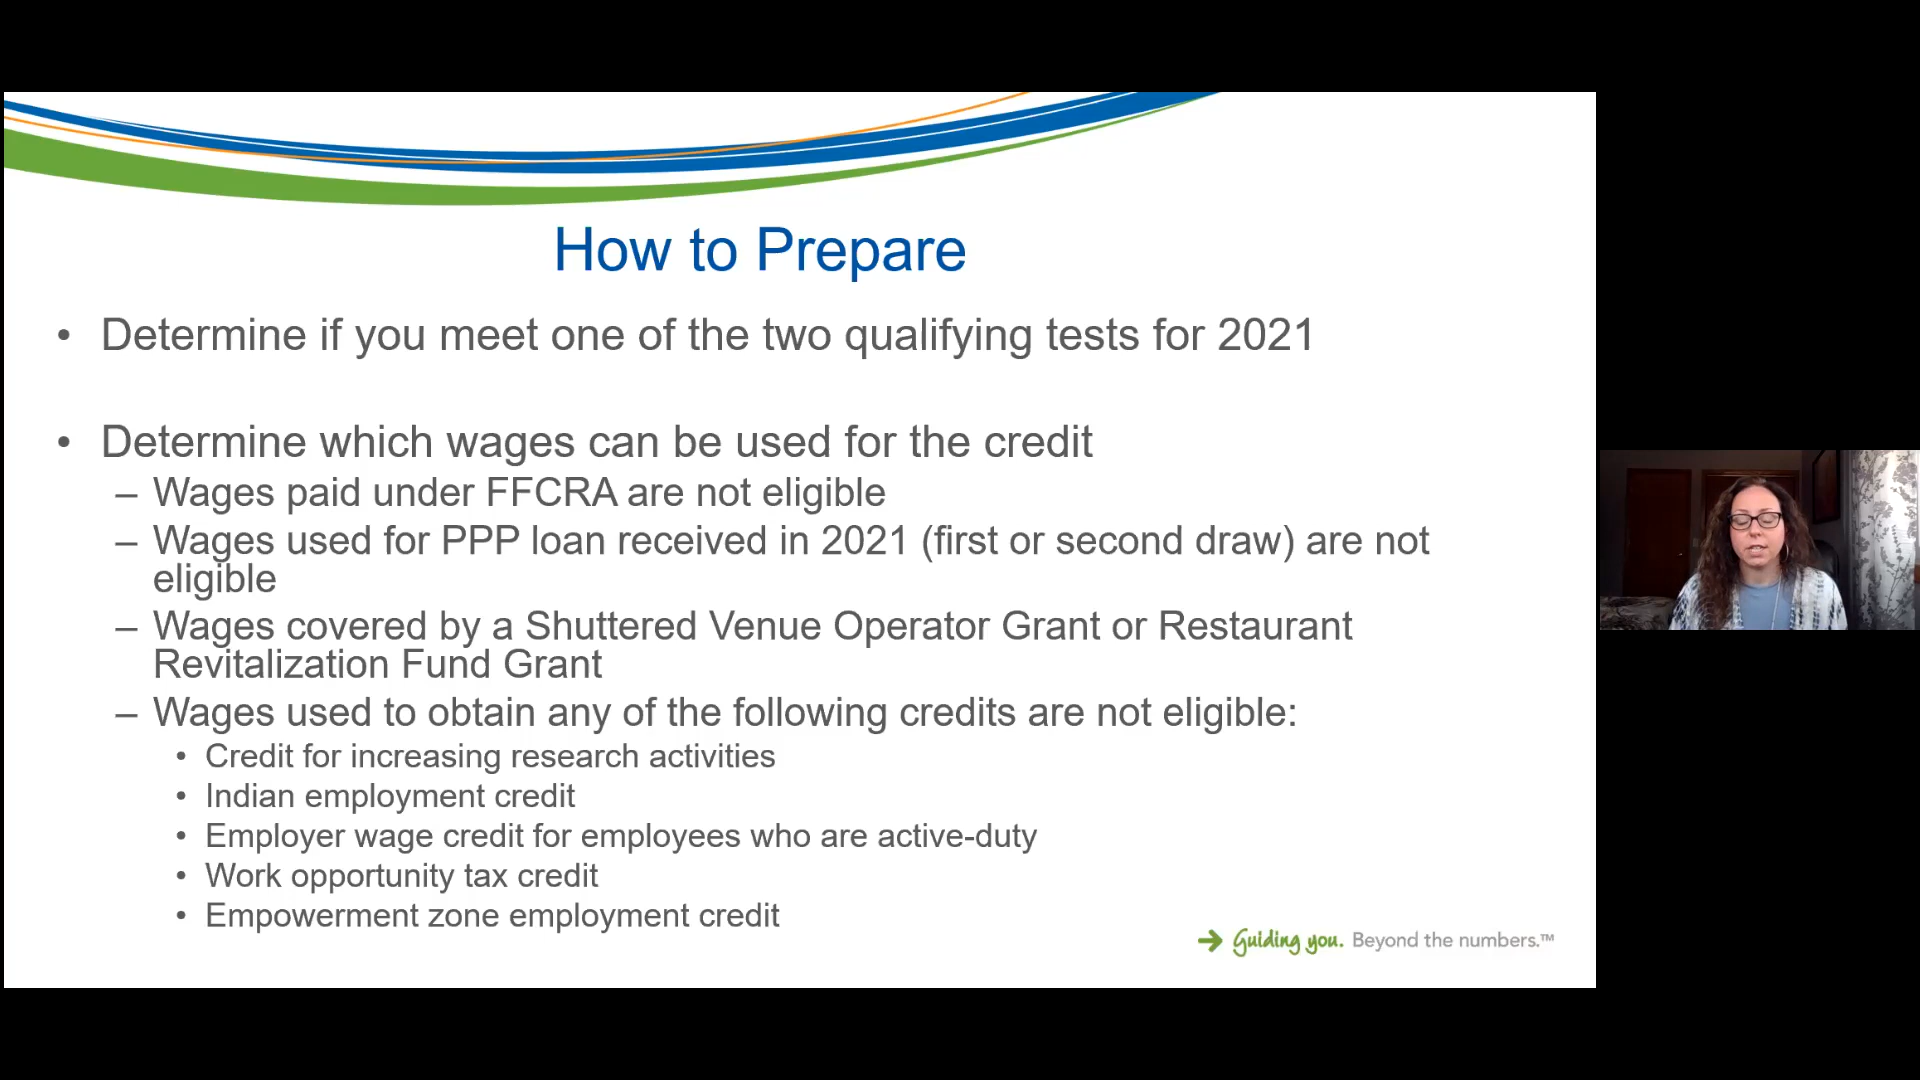 How to Prepare
• Determine if you meet one of the two qualifying tests for 2021
• Determine which wages can be used for the credit
– Wages paid under FFCRA are not eligible
– Wages used for PPP loan received in 2021 (first or second draw) are not
eligible
– Wages covered by a Shuttered Venue Operator Grant or Restaurant
Revitalization Fund Grant
– Wages used to obtain any of the following credits are not eligible:
• Credit for increasing research activities
• Indian employment credit
• Employer wage credit for employees who are active-duty
• Work opportunity tax credit
• Empowerment zone employment credit
Guiding you. Beyond the numbers.™